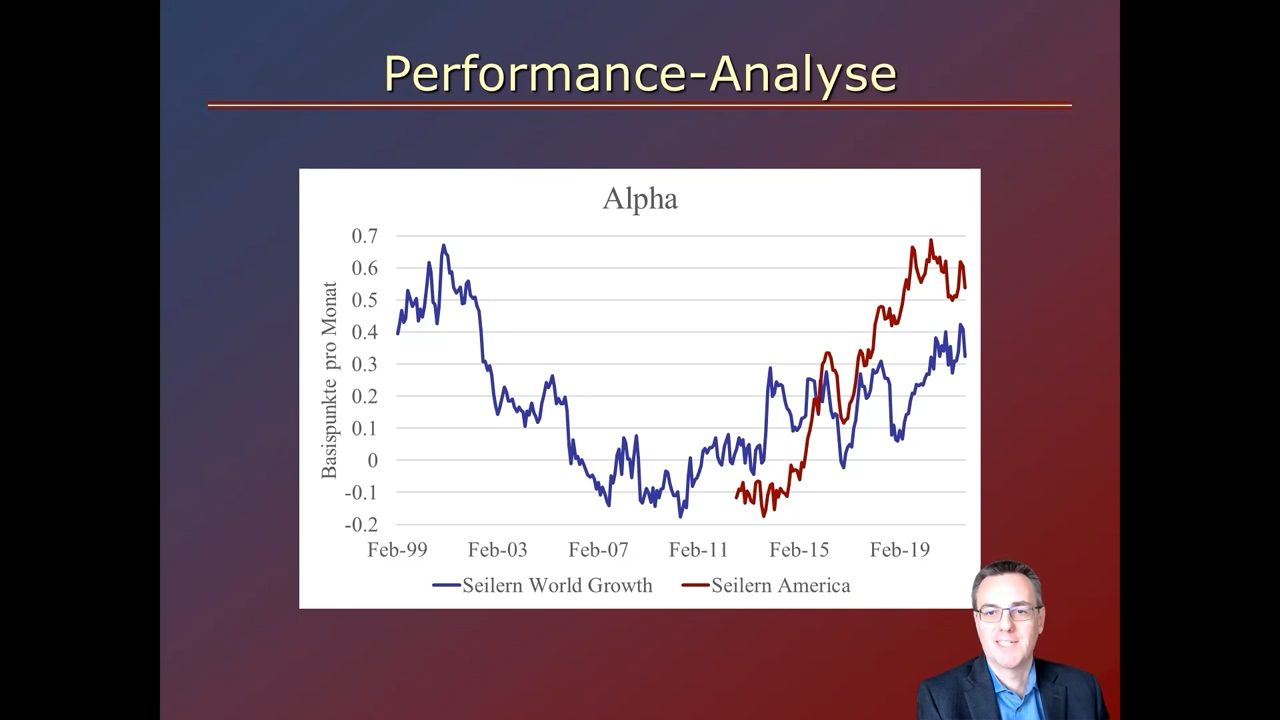 Performance-Analyse
Alpha
Basispunkte pro Monat
0.7
0.6
0.5
0.4
0.3
0.2
0.1
0
-0.1
-0.2
Feb-99 Feb-03 Feb-07 Feb-11 Feb-15 Feb-19
Seilern World Growth Seilern America